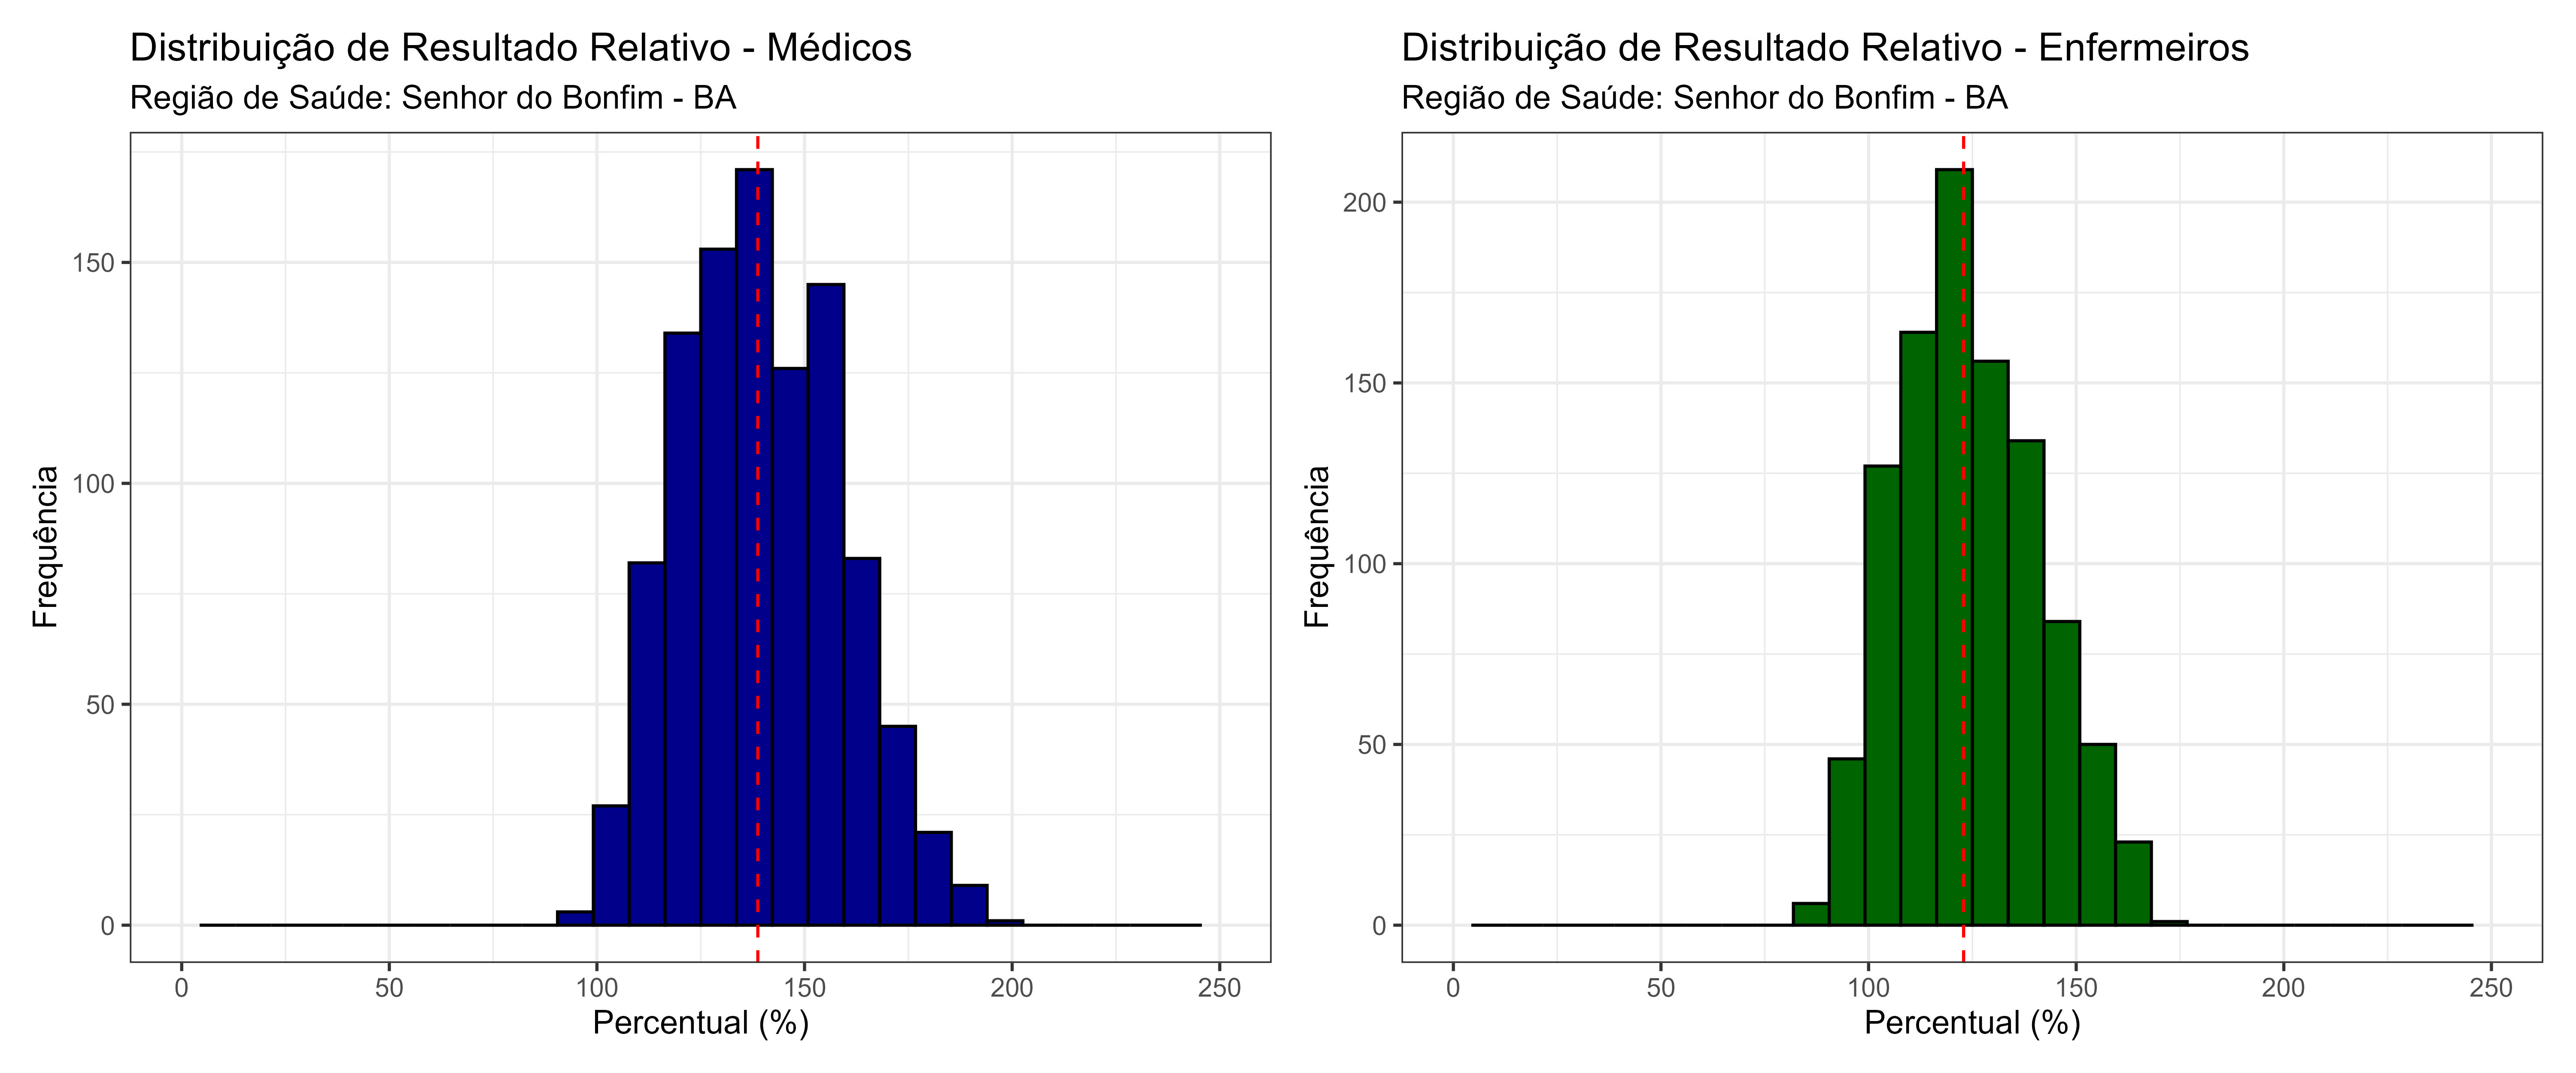 Distribuição de Resultado Relativo - Médicos
Região de Saúde: Senhor do Bonfim - BA
Frequência
150
100
50
0
0 50 100 150 200 250
Percentual (%)
Distribuição de Resultado Relativo - Enfermeiros
Região de Saúde: Senhor do Bonfim - BA
Frequência
200
150
100
50
0
0 50 100 150 200 250
Percentual (%)